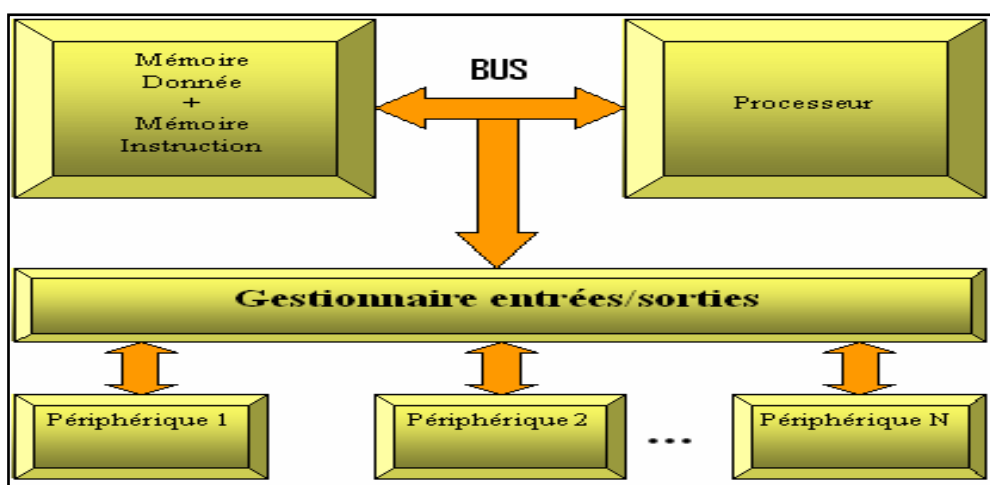 Mémoire
Donnée
+
Mémoire
Instruction
BUS
Processeur
Gestionnaire entrées/sorties
Périphérique 1
Périphérique 2
...
Périphérique N